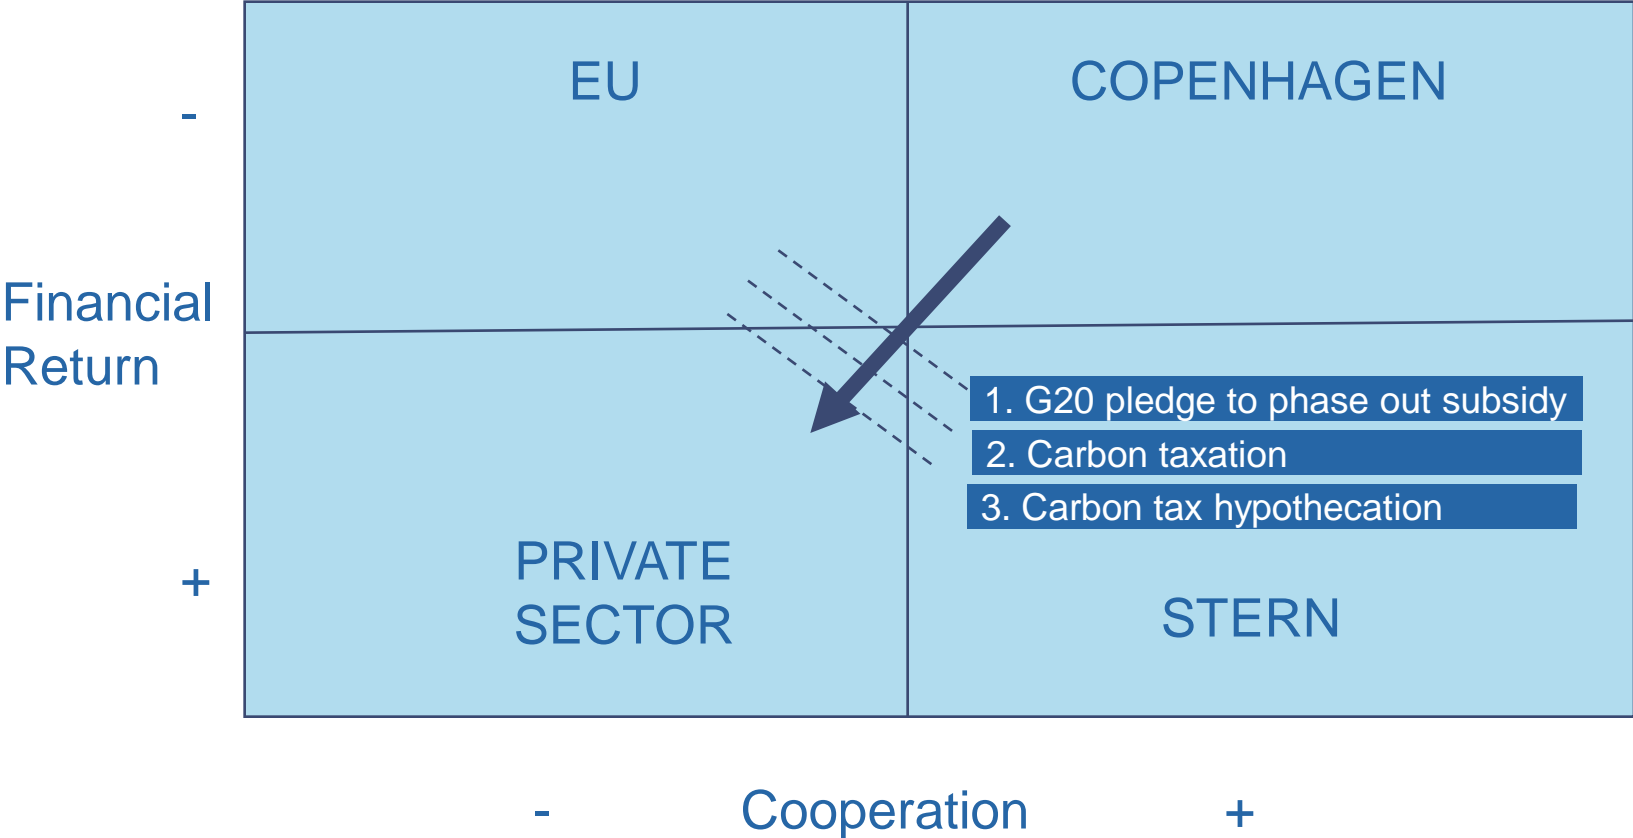 EU
COPENHAGEN
-
Financial
Return
1. G20 pledge to phase out subsidy
2. Carbon taxation
3. Carbon tax hypothecation
+
PRIVATE
SECTOR
STERN
- Cooperation +